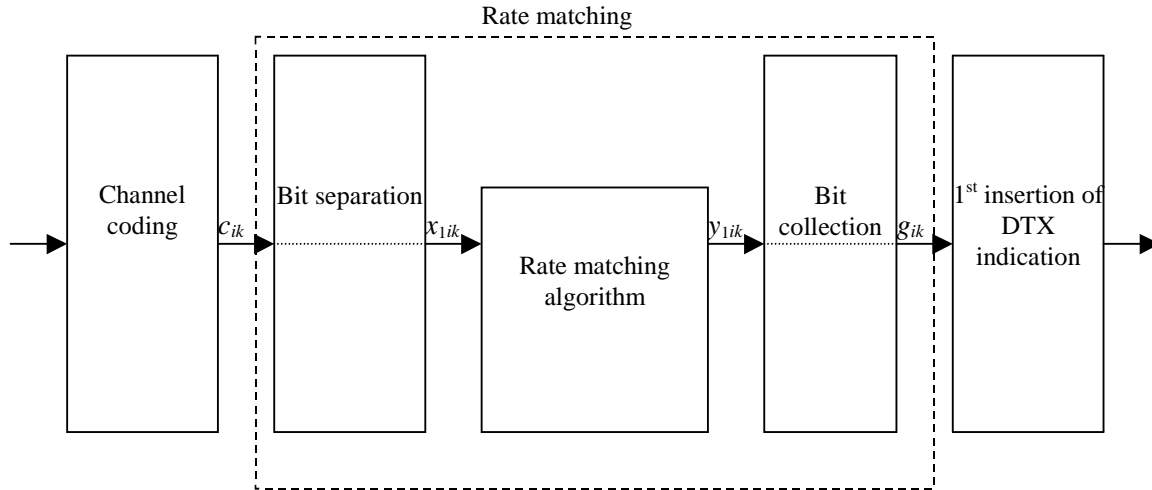 Rate matching
Channel
coding
c_ik
Bit separation
x_1ik
Rate matching
algorithm
y_1ik
Bit
collection
g_ik
1st insertion of
DTX
indication